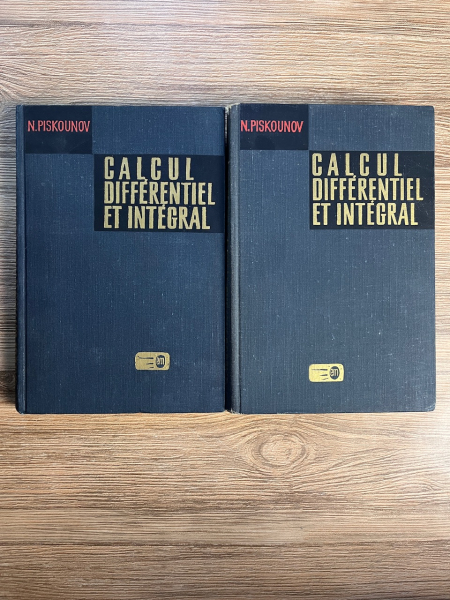 N.PISKOUNOV
CALCUL
DIFFÉRENTIEL
ET INTÉGRAL
N.PISKOUNOV
CALCUL
DIFFÉRENTIEL
ET INTÉGRAL